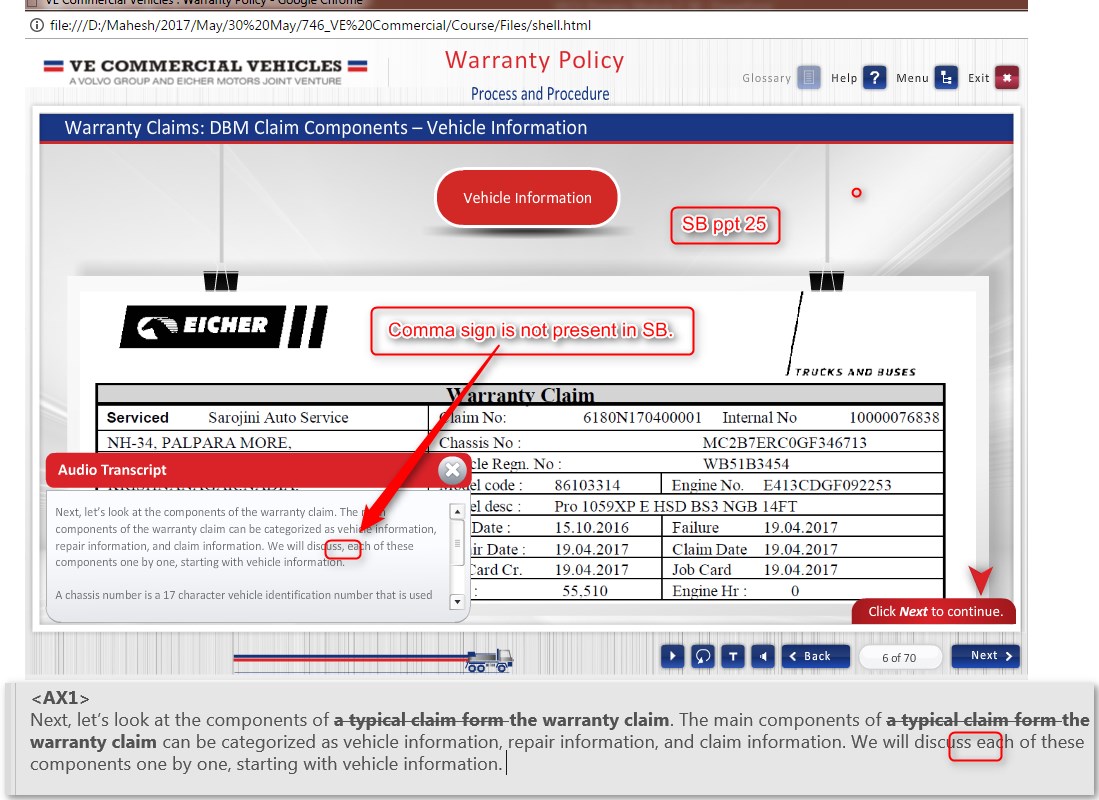 VE Commercial Vehicles : Warranty Policy - Google Chrome
file:///D:/Mahesh/2017/May/30%20May/746_VE%20Commercial/Course/Files/shell.html
VE COMMERCIAL VEHICLES
A VOLVO GROUP AND EICHER MOTORS JOINT VENTURE
Warranty Policy
Process and Procedure
Glossary Help ? Menu Exit
Warranty Claims: DBM Claim Components – Vehicle Information
Vehicle Information
SB ppt 25
EICHER
Comma sign is not present in SB.
TRUCKS AND BUSES
Warranty Claim
Serviced Sarojini Auto Service Claim No: 6180N170400001 Internal No 10000076838
NH-34, PALPARA MORE, Chassis No : MC2B7ERC0GF346713
cle Regn. No : WB51B3454
KRISHNANAGAR,NADIA, el code : 86103314 Engine No. E413CDGF092253
el desc : Pro 1059XP E HSD BS3 NGB 14FT
Date : 15.10.2016 Failure 19.04.2017
ir Date : 19.04.2017 Claim Date 19.04.2017
Card Cr. 19.04.2017 Job Card 19.04.2017
: 55,510 Engine Hr : 0
Audio Transcript
Next, let's look at the components of the warranty claim. The main
components of the warranty claim can be categorized as vehicle information,
repair information, and claim information. We will discuss, each of these
components one by one, starting with vehicle information.
A chassis number is a 17 character vehicle identification number that is used
Click Next to continue.
T Back 6 of 70 Next
<AX1>
Next, let's look at the components of a typical claim form the warranty claim. The main components of a typical claim form the
warranty claim can be categorized as vehicle information, repair information, and claim information. We will discuss each of these
components one by one, starting with vehicle information.